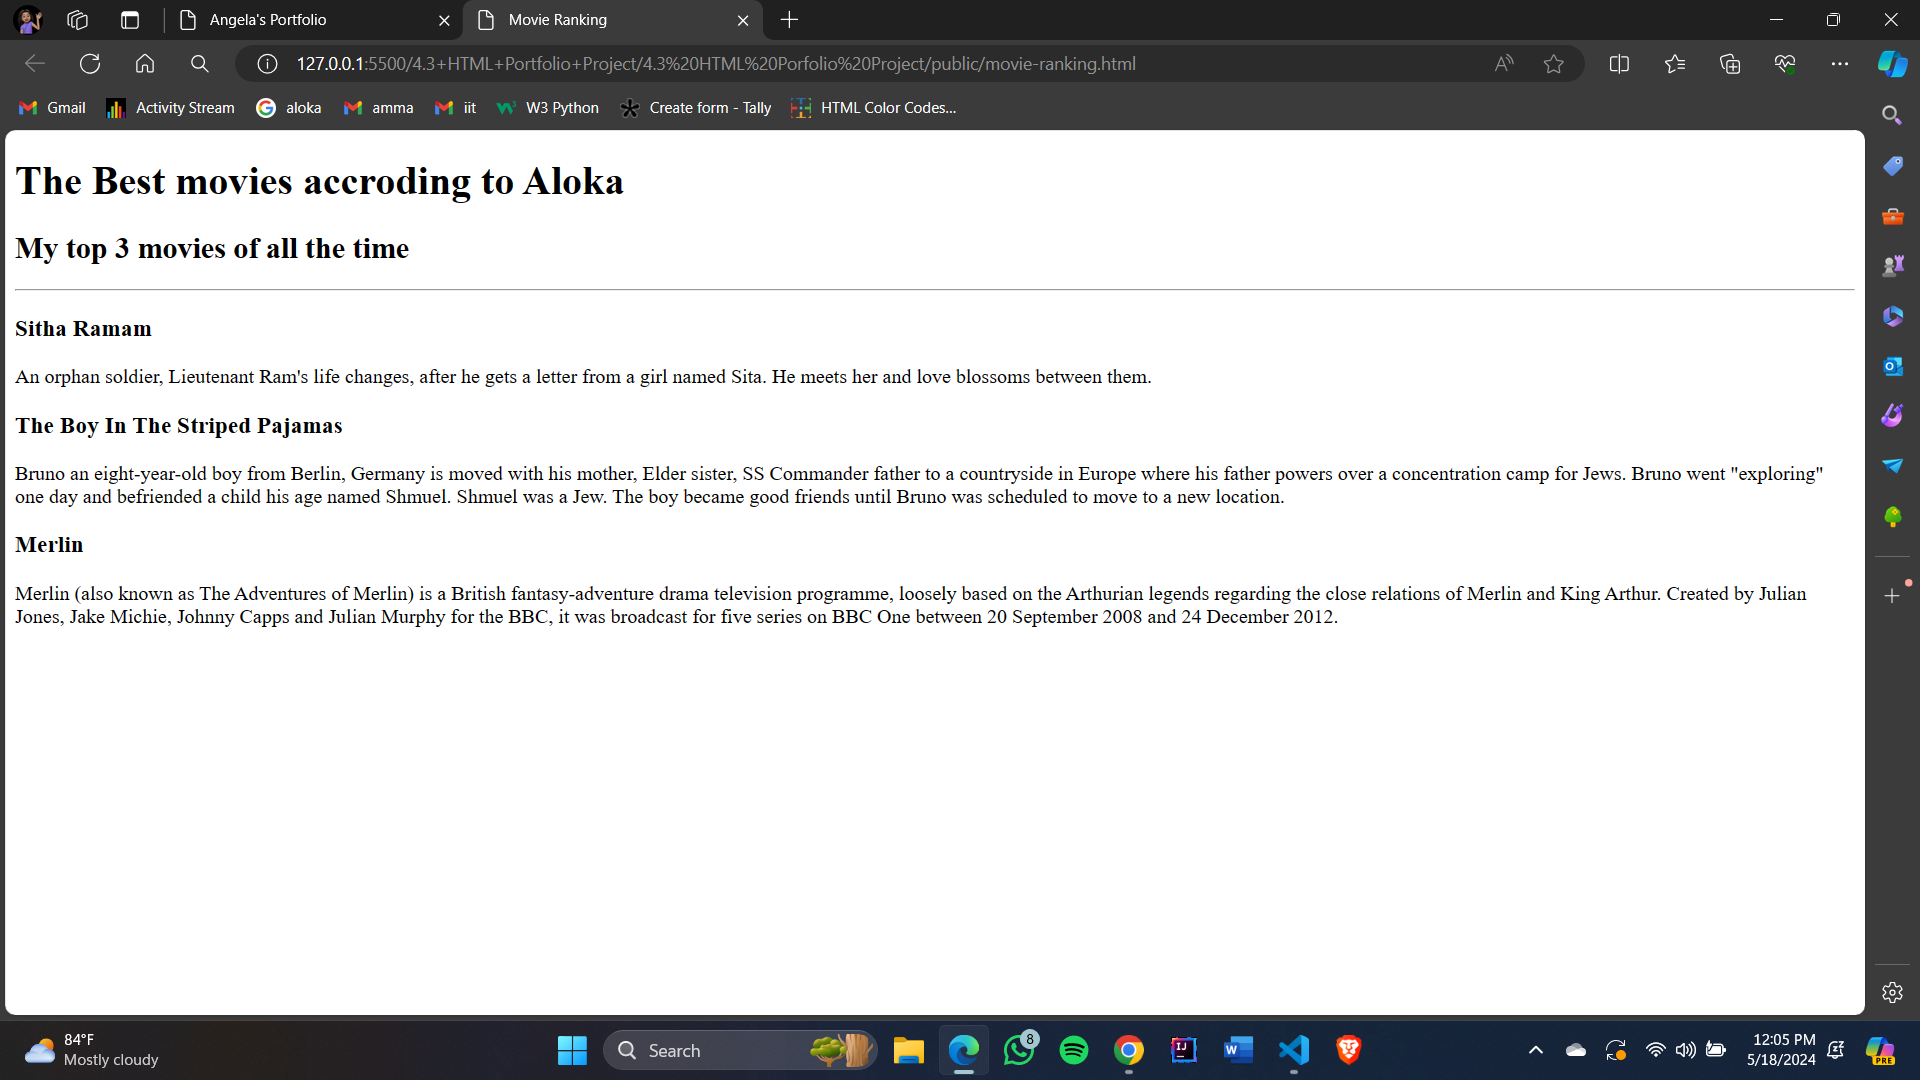 Angela's Portfolio
Movie Ranking
127.0.0.1:5500/4.3+HTML+Portfolio+Project/4.3%20HTML%20Porfolio%20Project/public/movie-ranking.html
Gmail
Activity Stream
aloka
amma
iit
W3 Python
Create form - Tally
HTML Color Codes...
The Best movies accroding to Aloka
My top 3 movies of all the time
Sitha Ramam
An orphan soldier, Lieutenant Ram's life changes, after he gets a letter from a girl named Sita. He meets her and love blossoms between them.
The Boy In The Striped Pajamas
Bruno an eight-year-old boy from Berlin, Germany is moved with his mother, Elder sister, SS Commander father to a countryside in Europe where his father powers over a concentration camp for Jews. Bruno went "exploring"
one day and befriended a child his age named Shmuel. Shmuel was a Jew. The boy became good friends until Bruno was scheduled to move to a new location.
Merlin
Merlin (also known as The Adventures of Merlin) is a British fantasy-adventure drama television programme, loosely based on the Arthurian legends regarding the close relations of Merlin and King Arthur. Created by Julian
Jones, Jake Michie, Johnny Capps and Julian Murphy for the BBC, it was broadcast for five series on BBC One between 20 September 2008 and 24 December 2012.
84°F
Mostly cloudy
Search
8
12:05 PM
5/18/2024
PRE